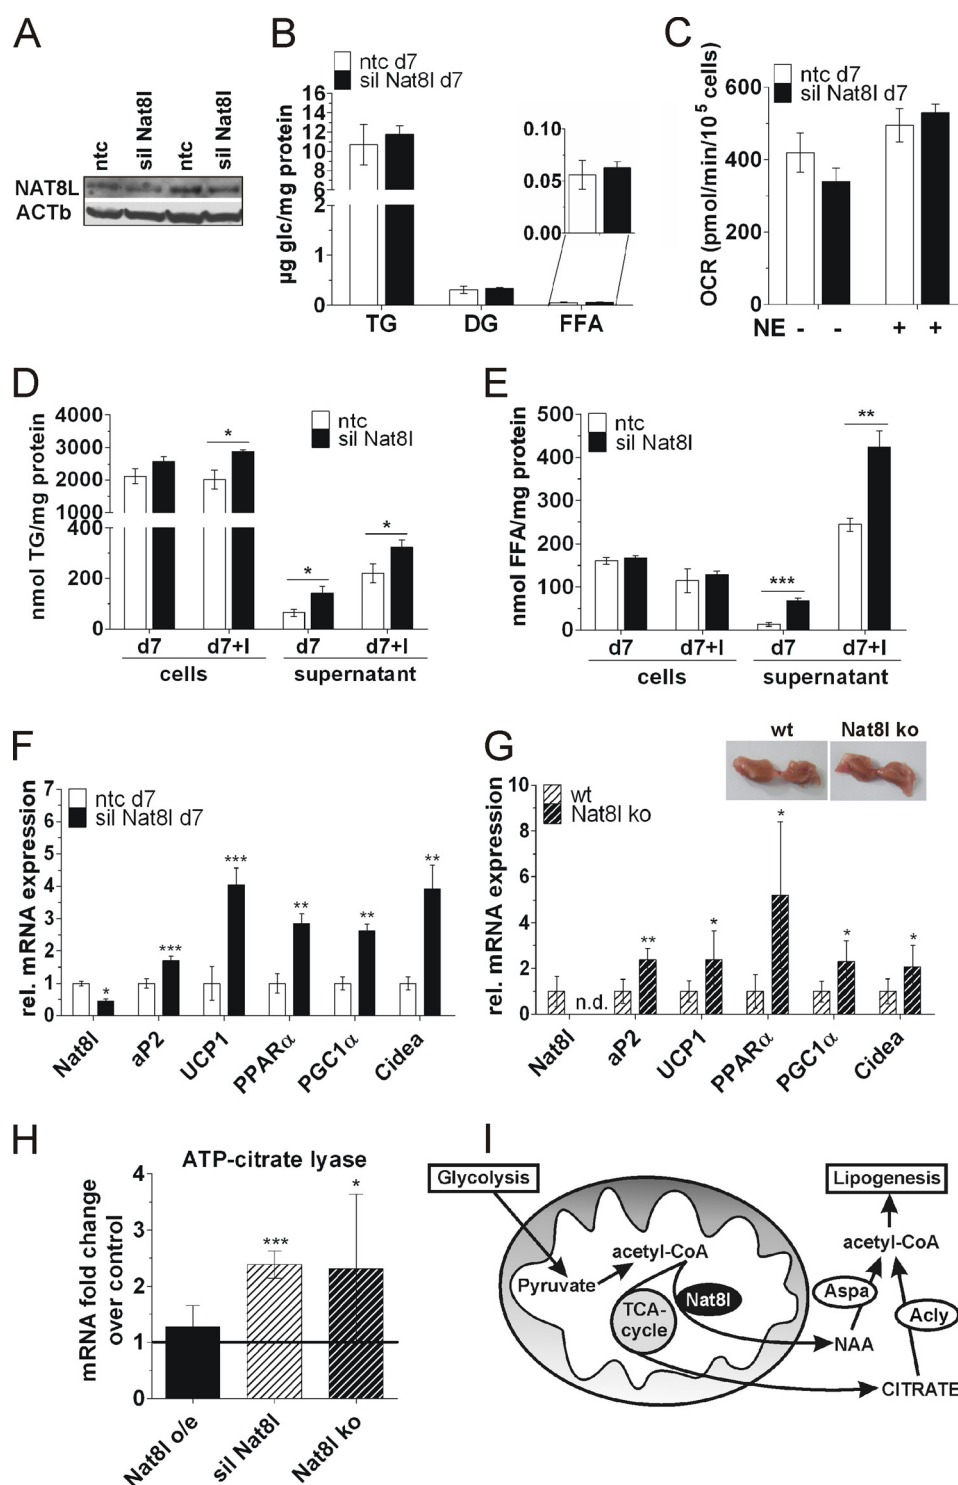 A
ntc
sil Nat8l
ntc
sil Nat8l
NAT8L
ACTb
B
ntc d7
sil Nat8l d7
µg glc/mg protein
16
14
12
10
8
6
2
1
0
0.10
0.05
0.00
TG DG FFA
C
ntc d7
sil Nat8l d7
OCR (pmol/min/10⁵ cells)
600
400
200
0
NE - - + +
D
ntc
sil Nat8l
nmol TG/mg protein
4000
3000
2000
1000
400
200
0
* * *
d7 d7+I d7 d7+I
cells supernatant
E
ntc
sil Nat8l
nmol FFA/mg protein
500
400
300
200
100
0
*** **
d7 d7+I d7 d7+I
cells supernatant
F
ntc d7
sil Nat8l d7
rel. mRNA expression
7
6
5
4
3
2
1
0
* *** *** ** ** **
Nat8l aP2 UCP1 PPARα PGC1α Cidea
G
wt Nat8l ko
wt
Nat8l ko
rel. mRNA expression
10
8
6
4
2
0
n.d. ** * * * *
Nat8l aP2 UCP1 PPARα PGC1α Cidea
H
ATP-citrate lyase
mRNA fold change
over control
4
3
2
1
0
*** *
Nat8l o/e sil Nat8l Nat8l ko
I
Glycolysis
Lipogenesis
acetyl-CoA
acetyl-CoA
Pyruvate
Nat8l
Aspa
TCA-
cycle
Acly
NAA
CITRATE